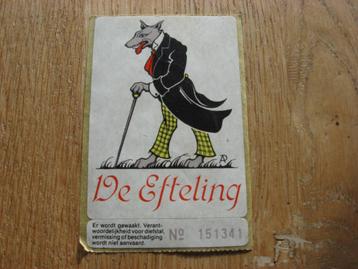 De Efteling
Er wordt gewaakt. Verant-
woordelijkheid voor diefstal,
vermissing of beschadiging
wordt niet aanvaard.
Nº 151341